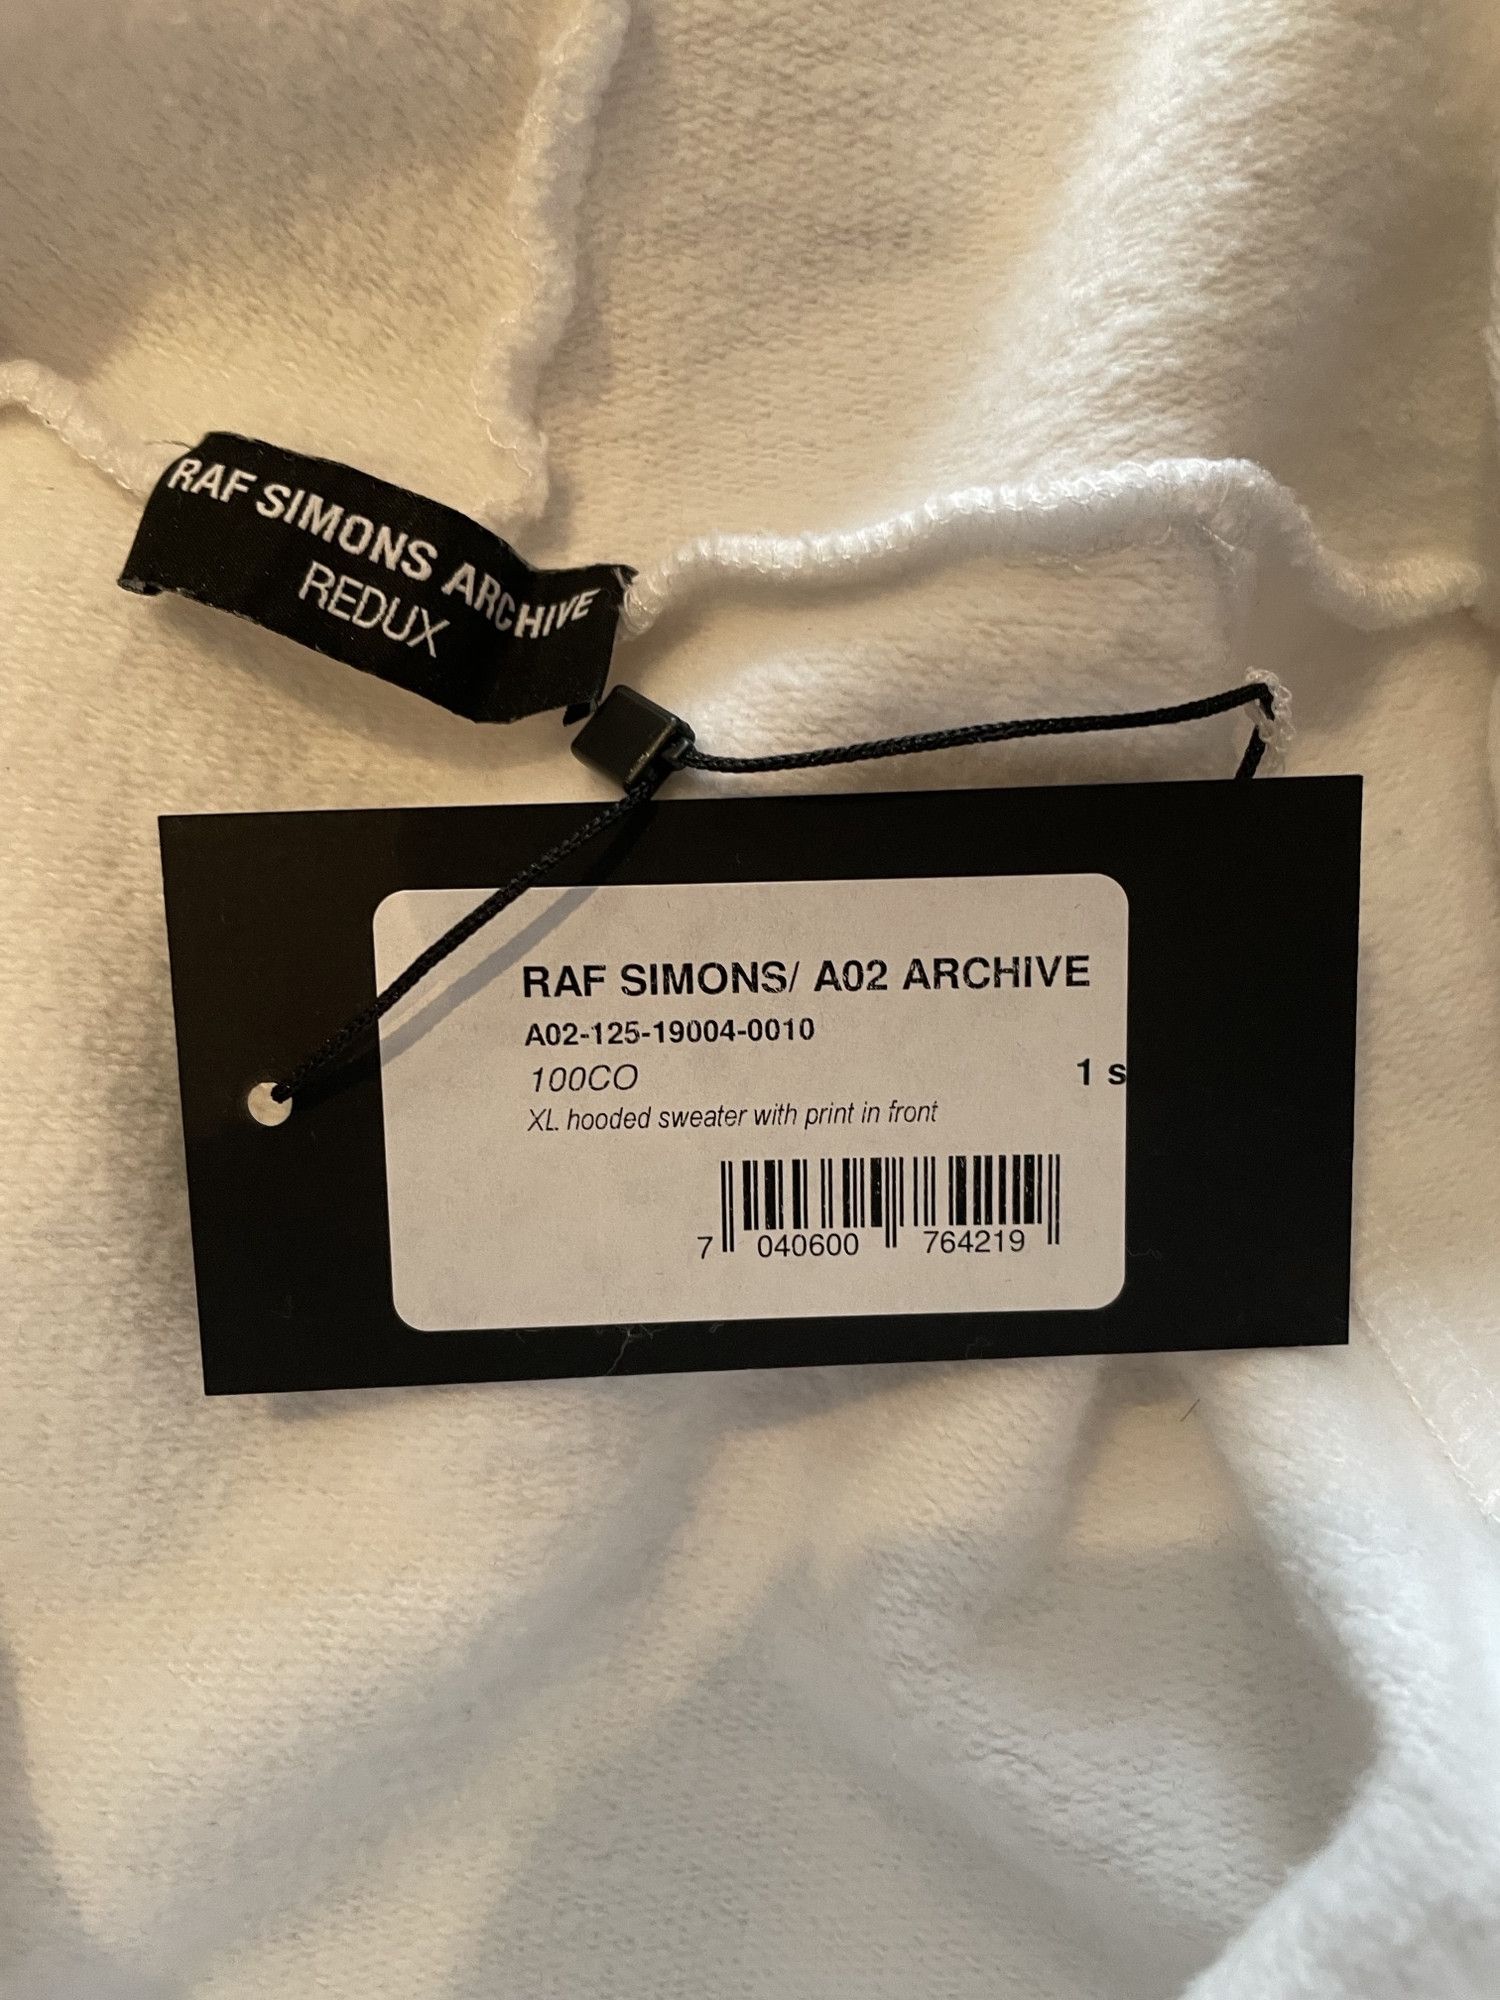 RAF SIMONS ARCHIVE
REDUX
RAF SIMONS/ A02 ARCHIVE
A02-125-19004-0010
100CO 1 s
XL hooded sweater with print in front
7 040600 764219